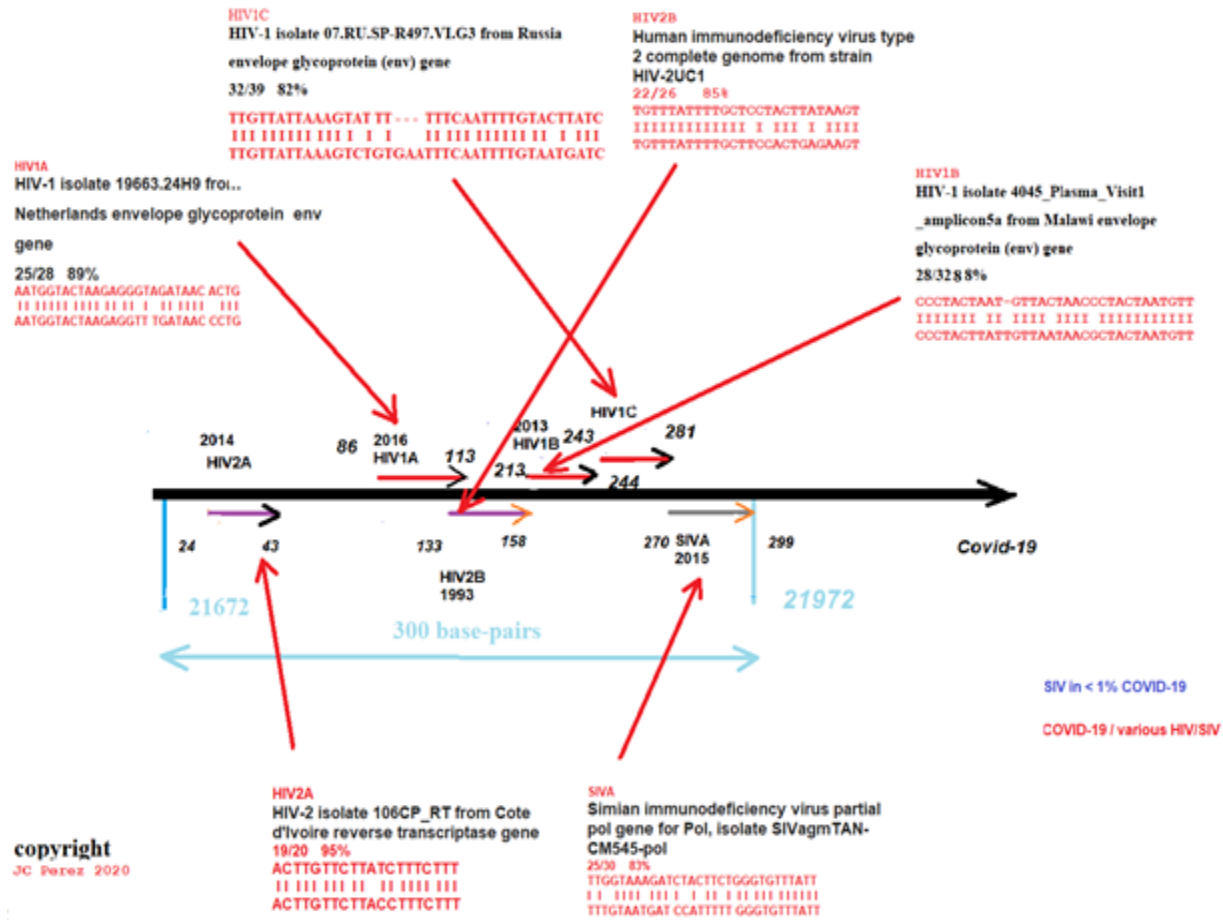 HIV1C
HIV-1 isolate 07.RU.SP-R497.VI.G3 from Russia
envelope glycoprotein (env) gene
32/39 82%
TTGTTATTAAAGTAT TT - - - TTTCAATTTTGTACTTATC
TTGTTATTAAAGTCTGTGAATTTCAATTTTGTAATGATC
HIV2B
Human immunodeficiency virus type
2 complete genome from strain
HIV-2UC1
22/26 85%
TGTTTATTTTGCTCCTACTTATAAGT
TGTTTATTTTGCTTCCACTGAGAAGT
HIV1A
HIV-1 isolate 19663.24H9 fro...
Netherlands envelope glycoprotein env
gene
25/28 89%
AATGGTACTAAGAGGGTAGATAAC ACTG
AATGGTACTAAGAGGTT TGATAAC CCTG
HIV1B
HIV-1 isolate 4045_Plasma_Visit1
_amplicon5a from Malawi envelope
glycoprotein (env) gene
28/32 88%
CCCTACTAAT-GTTACTAACCCTACTAATGTT
CCCTACTTATTGTTAATAACGCTACTAATGTT
HIV1C
2014
HIV2A
86
2016
HIV1A
113
2013
HIV1B
213
243
281
244
24
43
133
158
HIV2B
1993
270
SIVA
2015
299
Covid-19
21672
21972
300 base-pairs
SIV in < 1% COVID-19
COVID-19 / various HIV/SIV
HIV2A
HIV-2 isolate 106CP_RT from Cote
d'Ivoire reverse transcriptase gene
19/20 95%
ACTTGTTCTTATCTTTCTTT
ACTTGTTCTTACCTTTCTTT
SIVA
Simian immunodeficiency virus partial
pol gene for Pol, isolate SIVagmTAN-
CM545-pol
25/30 83%
TTGGTAAAGATCTACTTCTGGGTGTTTATT
TTTGTAATGAT CCATTTTT GGGTGTTTATT
copyright
JC Perez 2020